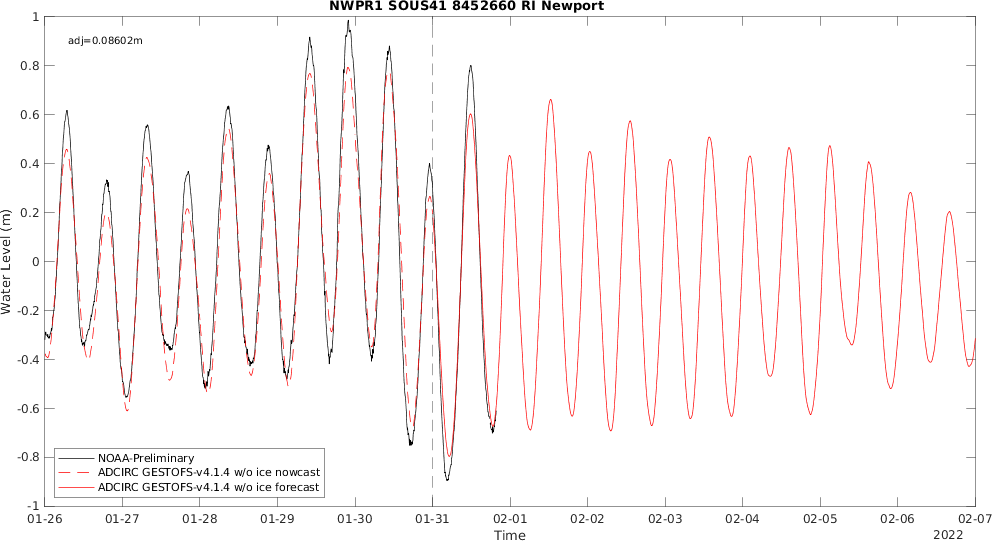 NWPR1 SOUS41 8452660 RI Newport
adj=0.08602m
1
0.8
0.6
0.4
0.2
0
-0.2
-0.4
-0.6
-0.8
-1
Water Level (m)
NOAA-Preliminary
ADCIRC GESTOFS-v4.1.4 w/o ice nowcast
ADCIRC GESTOFS-v4.1.4 w/o ice forecast
01-26 01-27 01-28 01-29 01-30 01-31 02-01 02-02 02-03 02-04 02-05 02-06 02-07
Time
2022